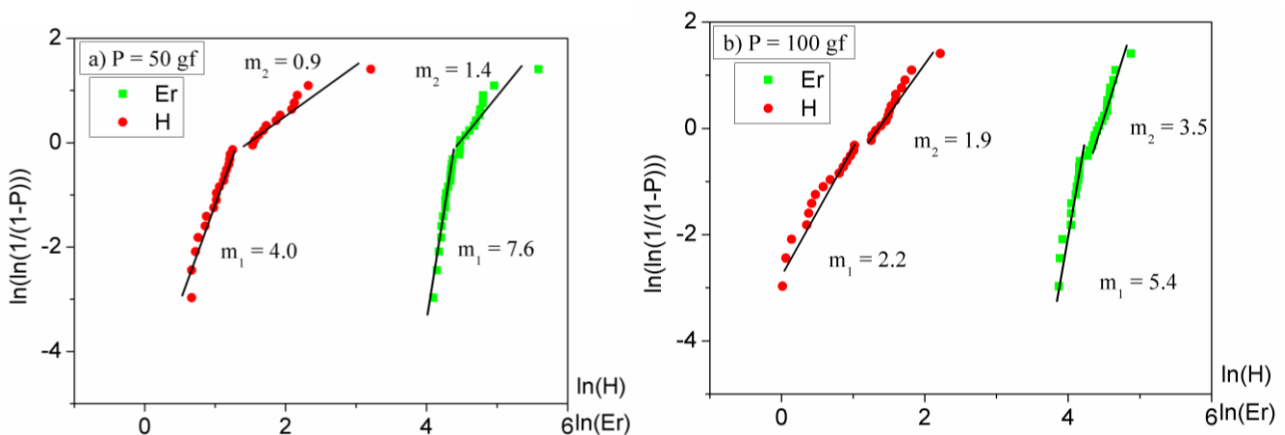 a) P = 50 gf
Er
H
m2 = 0.9
m2 = 1.4
m1 = 4.0
m1 = 7.6
ln(ln(1/(1-P)))
2
0
-2
-4
0
2
4
6
ln(H)
ln(Er)
b) P = 100 gf
Er
H
m2 = 1.9
m2 = 3.5
m1 = 2.2
m1 = 5.4
ln(ln(1/(1-P)))
2
0
-2
-4
0
2
4
6
ln(H)
ln(Er)